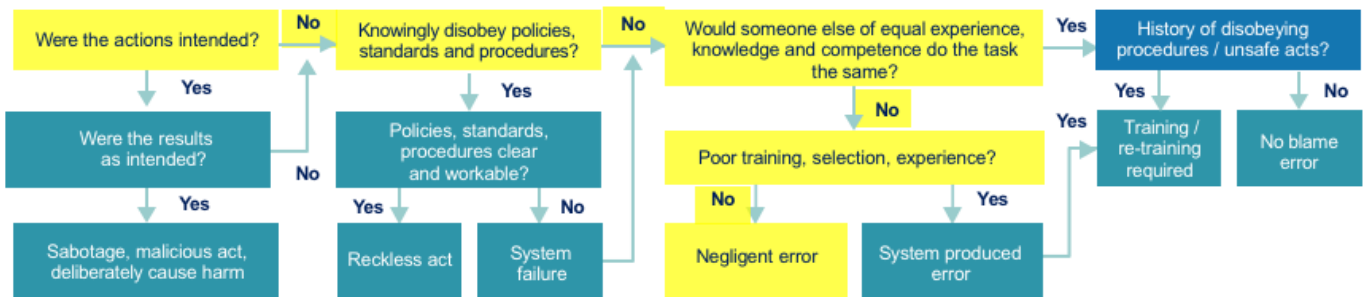 Were the actions intended?
No
Knowingly disobey policies,
standards and procedures?
No
Would someone else of equal experience,
knowledge and competence do the task
the same?
Yes
History of disobeying
procedures / unsafe acts?
Yes
Were the results
as intended?
No
Yes
Policies, standards,
procedures clear
and workable?
No
Poor training, selection, experience?
Yes
Yes
Training /
re-training
required
No
No blame
error
Yes
Sabotage, malicious act,
deliberately cause harm
Yes
Reckless act
No
System
failure
No
Negligent error
Yes
System produced
error